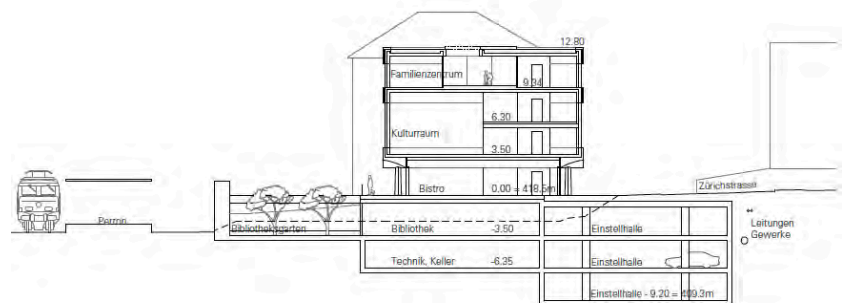 12.80
Familienzentrum
9.34
6.30
Kulturraum
3.50
Bistro 0.00 = 418.5m
Zürichstrasse
Perron
Bibliotheksgarten
Bibliothek -3.50 Einstellhalle
Leitungen
Gewerke
Technik, Keller -6.35 Einstellhalle
Einstellhalle - 9.20 = 409.3m